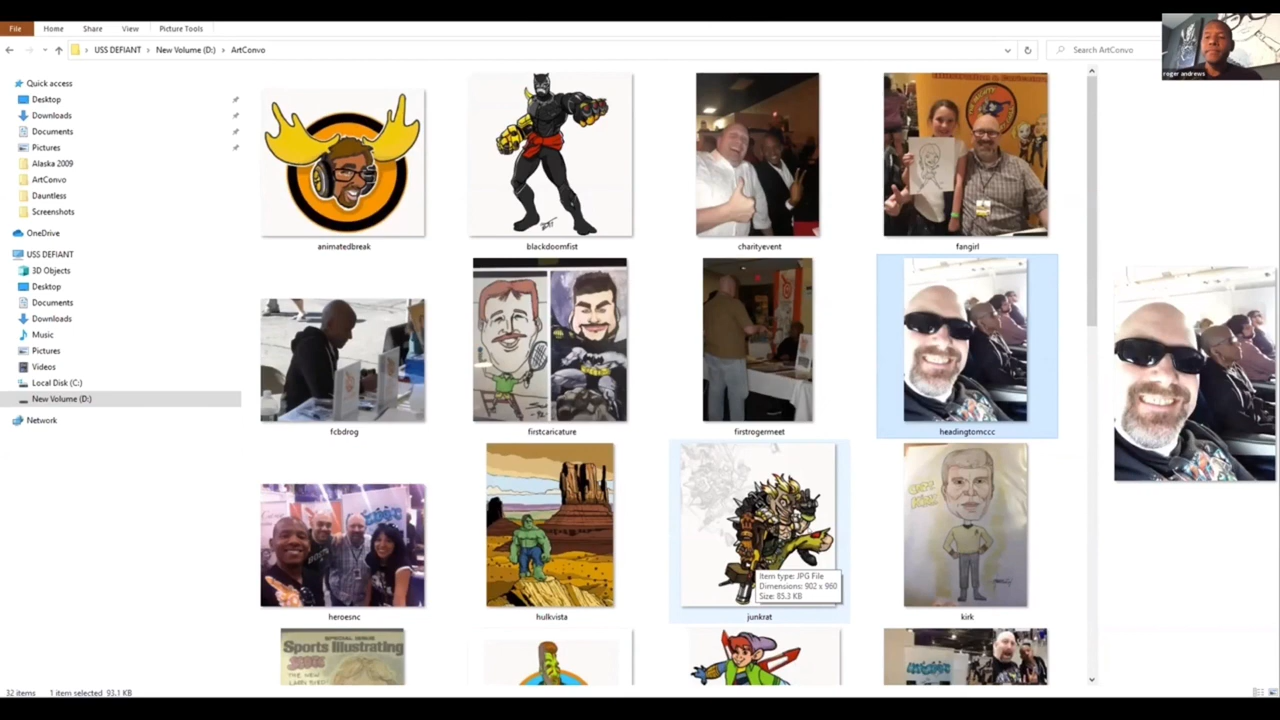 File Home Share View Picture Tools
USS DEFIANT > New Volume (D:) > ArtConvo
Search ArtConvo
roger andrews
Quick access
Desktop
Downloads
Documents
Pictures
Alaska 2009
ArtConvo
Dauntless
Screenshots
OneDrive
USS DEFIANT
3D Objects
Desktop
Documents
Downloads
Music
Pictures
Videos
Local Disk (C:)
New Volume (D:)
Network
animatedbreak
blackdoomfist
charityevent
fangirl
fcbdrog
firstcaricature
firstrogermeet
headingtomccc
heroesnc
hulkvista
junkrat
kirk
Item type: JPG File
Dimensions: 902 x 960
Size: 85.3 KB
SPECIAL ISSUE
Sports Illustrating
32 items 1 item selected 93.1 KB